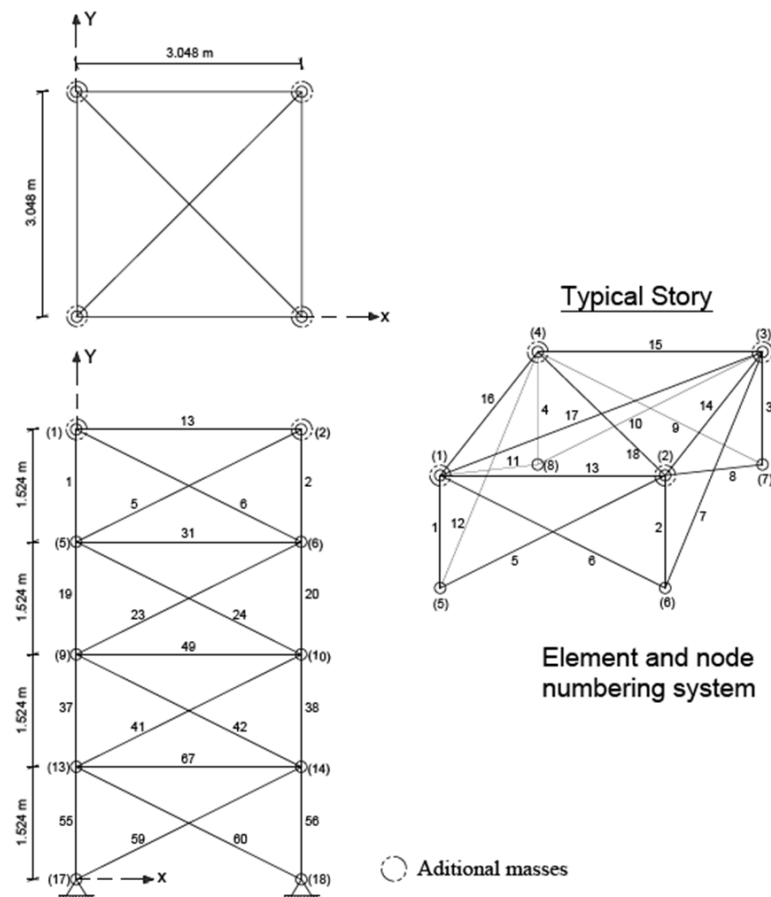 Y
3.048 m
3.048 m
x
Y
(1) 13 (2)
1.524 m 1 5 6 2
(5) 31 (6)
1.524 m 19 23 24 20
(9) 49 (10)
1.524 m 37 41 42 38
(13) 67 (14)
1.524 m 55 59 60 56
(17) x (18)
Typical Story
(4) 15 (3)
16 4 17 10 9 14 3
(1) 11 (8) 13 18 (2) 8 (7)
1 12 5 6 2 7
(5) (6)
Element and node
numbering system
Aditional masses